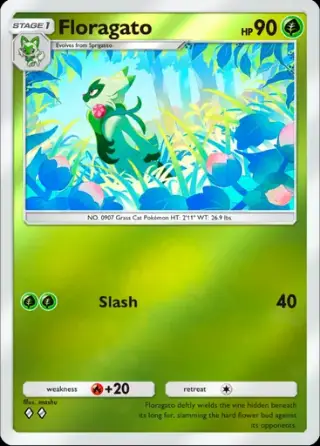 STAGE 1
Floragato
HP 90
Evolves from Sprigatito
NO. 0907 Grass Cat Pokémon HT: 2'11" WT: 26.9 lbs.
Slash 40
weakness +20 retreat
Illus. inushu
Floragato deftly wields the vine hidden beneath
its long fur, slamming the hard flower bud against
its opponents.